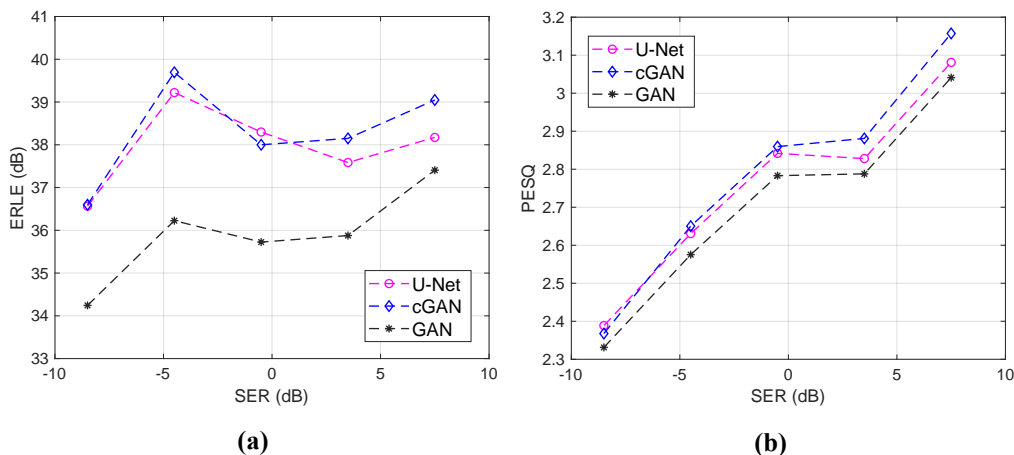 41
40
39
38
37
36
35
34
33
-10
-5
0
5
10
ERLE (dB)
SER (dB)
U-Net
cGAN
GAN
(a)
3.2
3.1
3
2.9
2.8
2.7
2.6
2.5
2.4
2.3
-10
-5
0
5
10
PESQ
SER (dB)
U-Net
cGAN
GAN
(b)